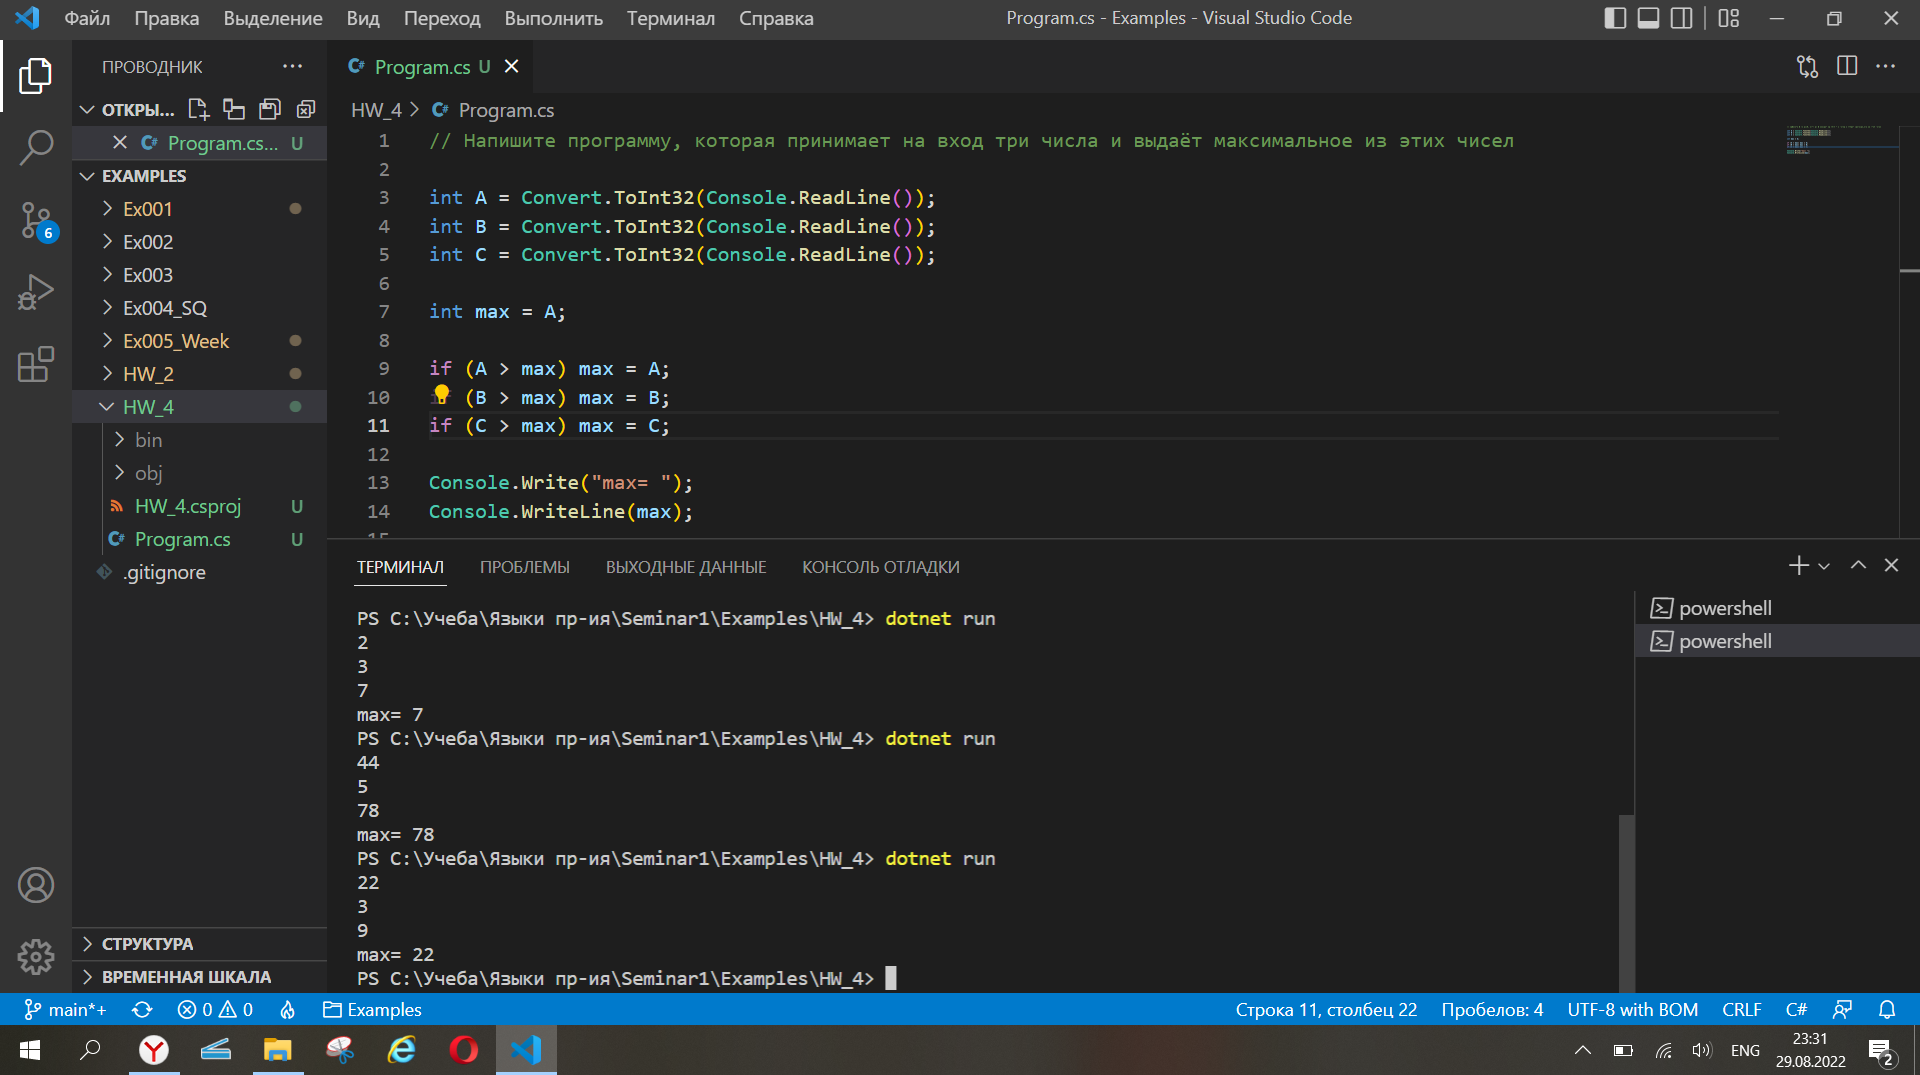 Файл Правка Выделение Вид Переход Выполнить Терминал Справка Program.cs - Examples - Visual Studio Code
ПРОВОДНИК
ОТКРЫ...
Program.cs... U
EXAMPLES
Ex001
Ex002
Ex003
Ex004_SQ
Ex005_Week
HW_2
HW_4
bin
obj
HW_4.csproj U
Program.cs U
.gitignore
СТРУКТУРА
ВРЕМЕННАЯ ШКАЛА
6
C# Program.cs U
HW_4 > C# Program.cs
1 // Напишите программу, которая принимает на вход три числа и выдаёт максимальное из этих чисел
2
3 int A = Convert.ToInt32(Console.ReadLine());
4 int B = Convert.ToInt32(Console.ReadLine());
5 int C = Convert.ToInt32(Console.ReadLine());
6
7 int max = A;
8
9 if (A > max) max = A;
10 if (B > max) max = B;
11 if (C > max) max = C;
12
13 Console.Write("max= ");
14 Console.WriteLine(max);
15
ТЕРМИНАЛ ПРОБЛЕМЫ ВЫХОДНЫЕ ДАННЫЕ КОНСОЛЬ ОТЛАДКИ
PS C:\Учеба\Языки пр-ия\Seminar1\Examples\HW_4> dotnet run
2
3
7
max= 7
PS C:\Учеба\Языки пр-ия\Seminar1\Examples\HW_4> dotnet run
44
5
78
max= 78
PS C:\Учеба\Языки пр-ия\Seminar1\Examples\HW_4> dotnet run
22
3
9
max= 22
PS C:\Учеба\Языки пр-ия\Seminar1\Examples\HW_4>
powershell
powershell
main*+ 0 0 Examples Строка 11, столбец 22 Пробелов: 4 UTF-8 with BOM CRLF C#
ENG
23:31
29.08.2022
2